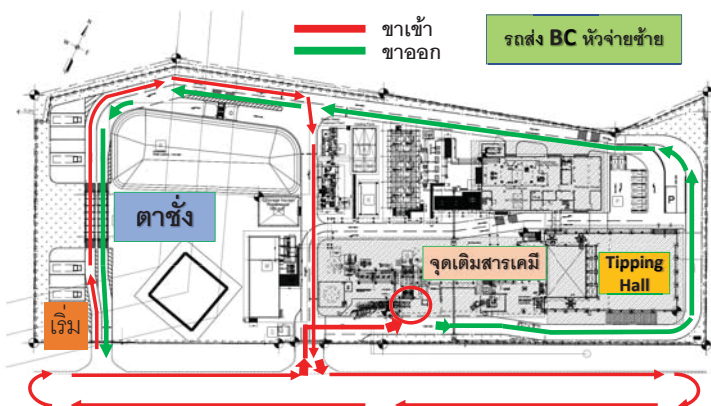 ขาเข้า
ขาออก
รถส่ง BC หัวจ่ายซ้าย
ตาชั่ง
จุดเติมสารเคมี
Tipping
Hall
เริ่ม
P